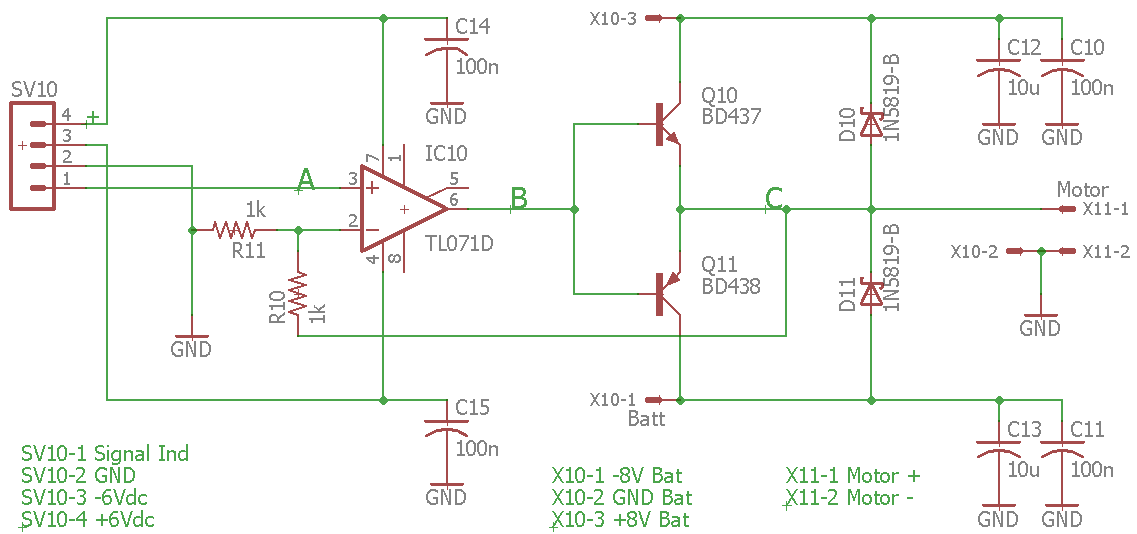 X10-3
C14
100n
C12
10u
C10
100n
GND
GND
GND
SV10
4
3
2
1
+
Q10
BD437
D10
1N5819-B
7
1
IC10
A
3
+
5
6
B
C
Motor
X11-1
2
-
TL071D
4
8
1k
R11
X10-2
X11-2
R10
1k
Q11
BD438
D11
1N5819-B
GND
GND
X10-1
Batt
C15
100n
GND
C13
10u
C11
100n
GND
GND
SV10-1 Signal Ind
SV10-2 GND
SV10-3 -6Vdc
SV10-4 +6Vdc
X10-1 -8V Bat
X10-2 GND Bat
X10-3 +8V Bat
X11-1 Motor +
X11-2 Motor -